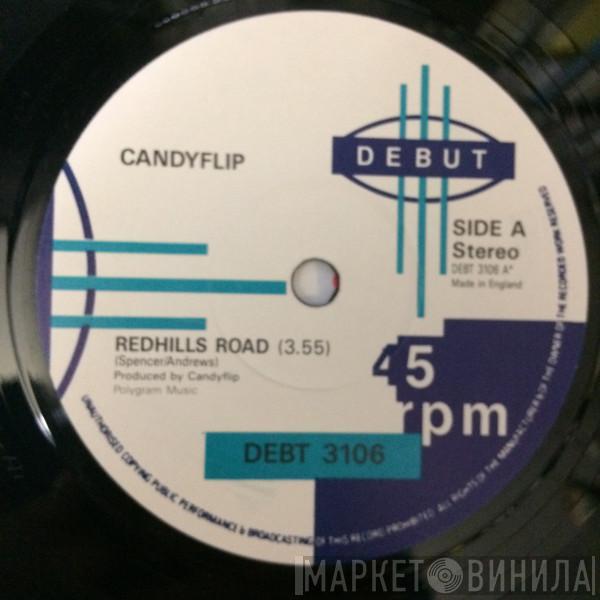 CANDYFLIP
DEBUT
SIDE A
Stereo
DEBT 3106 A*
Made in England
REDHILLS ROAD (3.55)
(Spencer/Andrews)
Produced by Candyflip
Polygram Music
45
rpm
DEBT 3106
UNAUTHORISED COPYING PUBLIC PERFORMANCE & BROADCASTING OF THIS RECORD PROHIBITED. ALL RIGHTS OF THE MANUFACTURER & OF THE OWNER OF THE RECORDED WORK RESERVED
МАРКЕТ ВИНИЛА